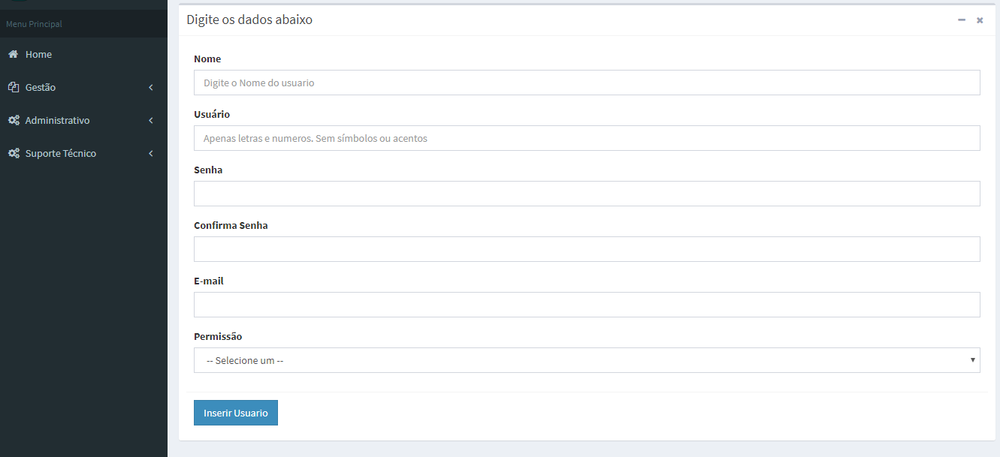 Menu Principal
Home
Gestão
Administrativo
Suporte Técnico
Digite os dados abaixo
Nome
Digite o Nome do usuario
Usuário
Apenas letras e numeros. Sem símbolos ou acentos
Senha
Confirma Senha
E-mail
Permissão
-- Selecione um --
Inserir Usuario